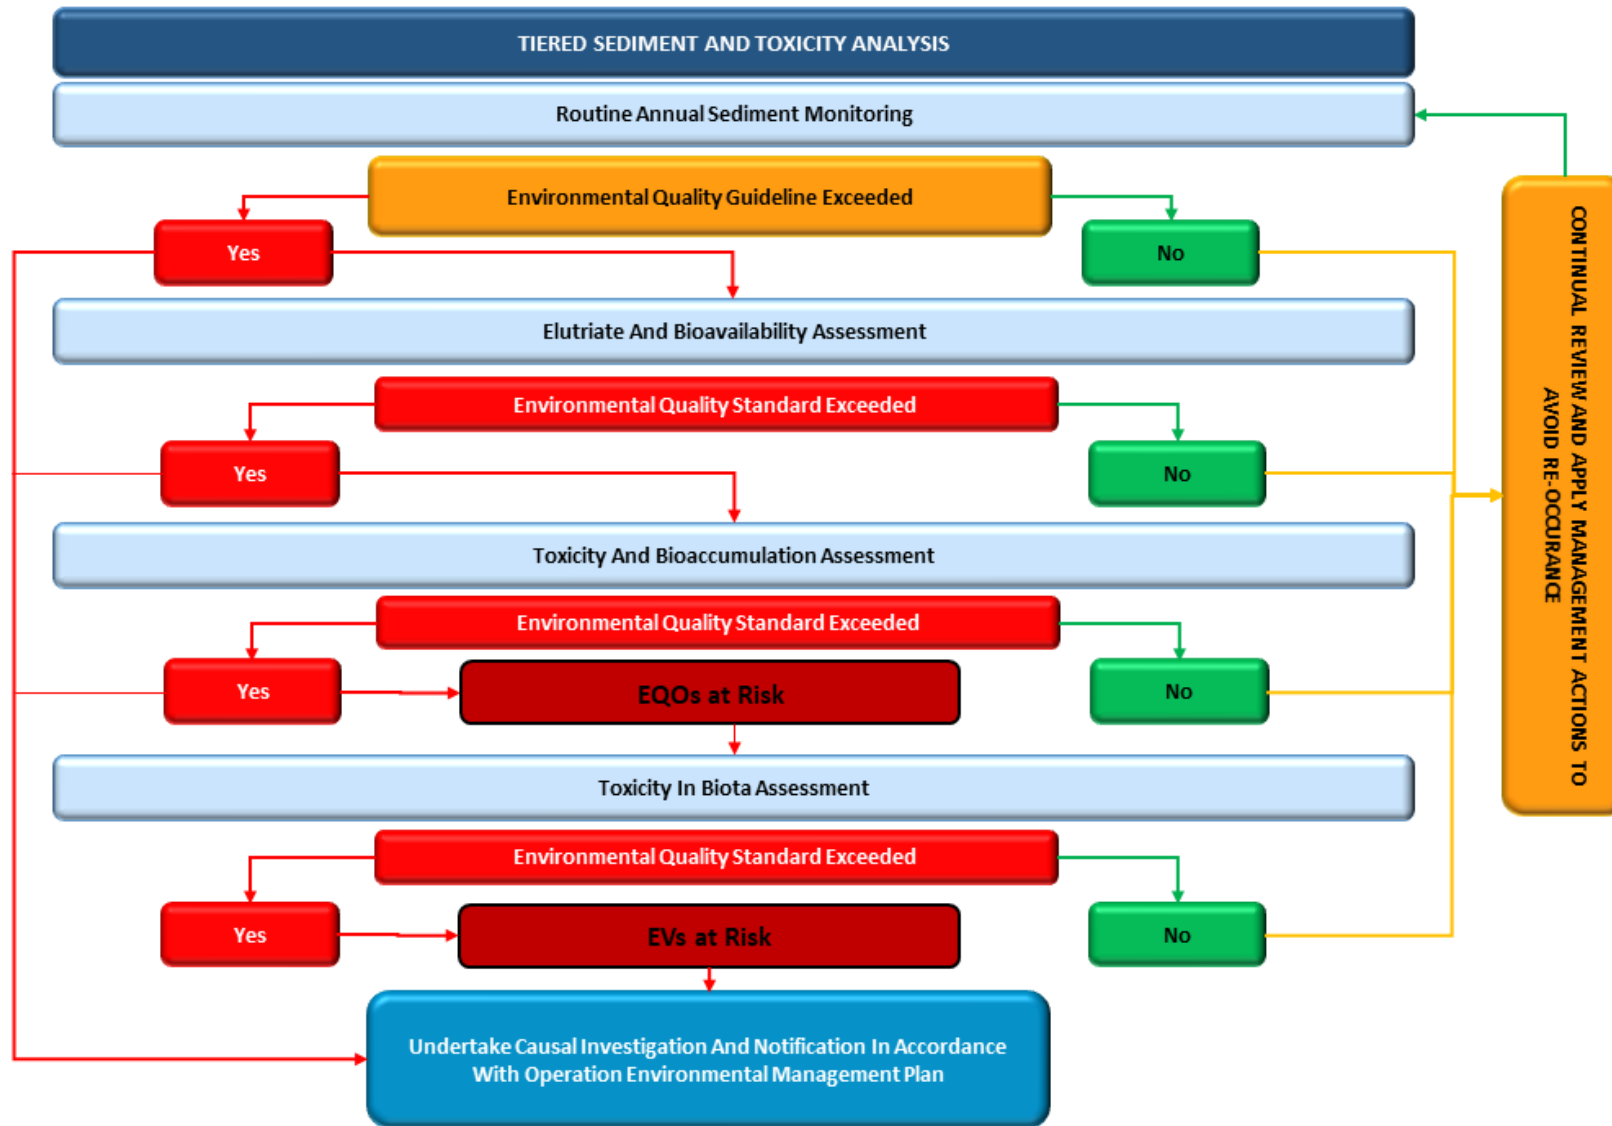 TIERED SEDIMENT AND TOXICITY ANALYSIS
Routine Annual Sediment Monitoring
Environmental Quality Guideline Exceeded
Yes
No
Elutriate And Bioavailability Assessment
Environmental Quality Standard Exceeded
Yes
No
Toxicity And Bioaccumulation Assessment
Environmental Quality Standard Exceeded
Yes
EQOs at Risk
No
Toxicity In Biota Assessment
Environmental Quality Standard Exceeded
Yes
EVs at Risk
No
Undertake Causal Investigation And Notification In Accordance
With Operation Environmental Management Plan
CONTINUAL REVIEW AND APPLY MANAGEMENT ACTIONS TO
AVOID RE-OCCURANCE